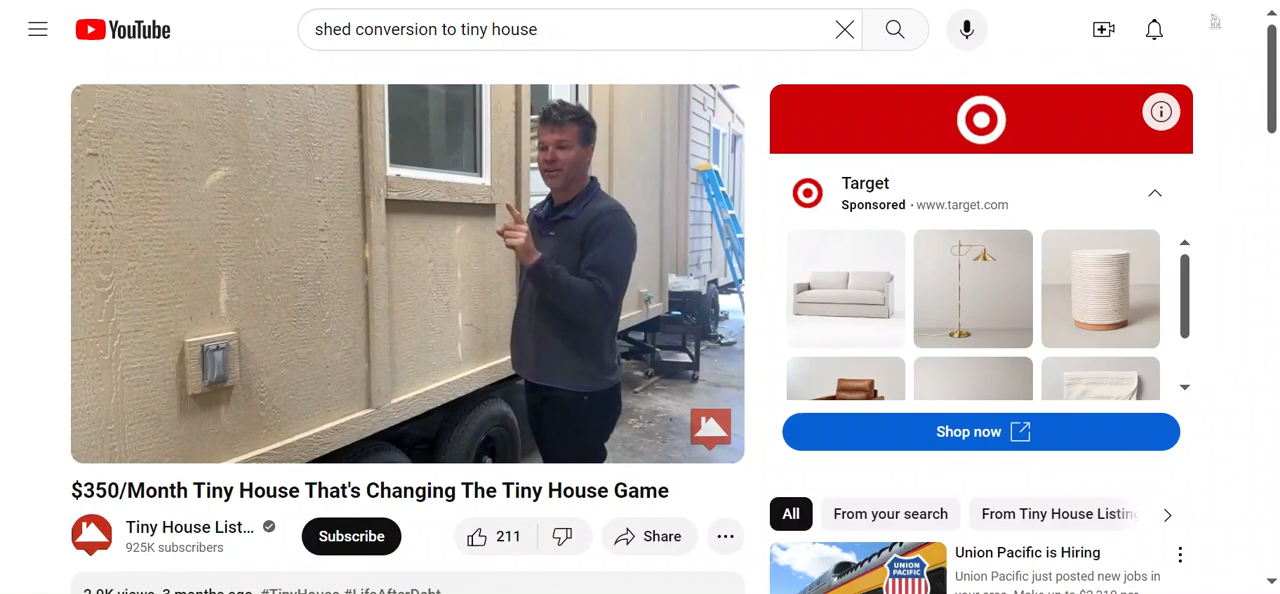 YouTube
shed conversion to tiny house
Target
Sponsored · www.target.com
Shop now
$350/Month Tiny House That's Changing The Tiny House Game
Tiny House List...
925K subscribers
Subscribe
211
Share
All
From your search
From Tiny House Listing
UNION
PACIFIC
Union Pacific is Hiring
Union Pacific just posted new jobs in